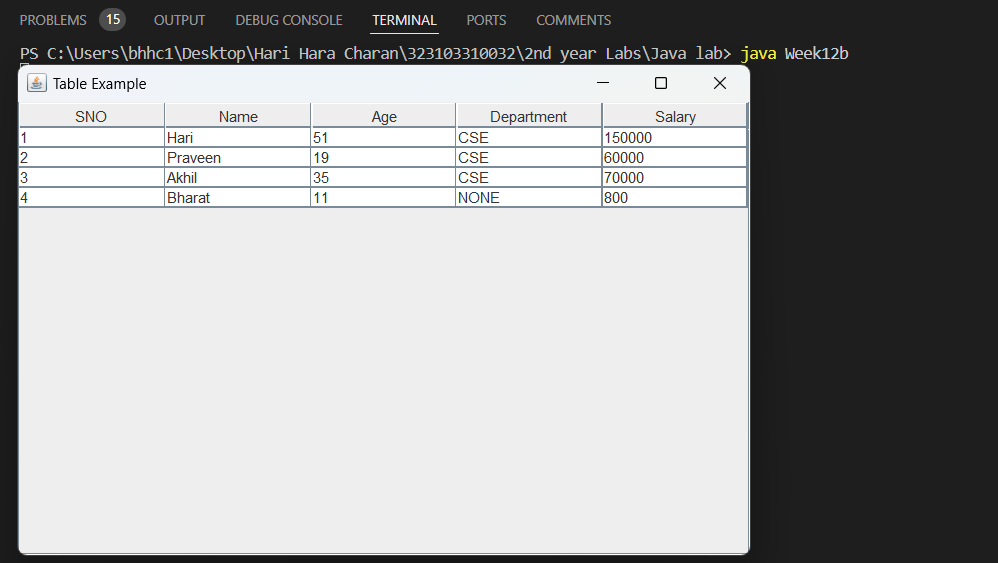 PROBLEMS 15 OUTPUT DEBUG CONSOLE TERMINAL PORTS COMMENTS
PS C:\Users\bhhc1\Desktop\Hari Hara Charan\323103310032\2nd year Labs\Java lab> java Week12b
Table Example
SNO Name Age Department Salary
1 Hari 51 CSE 150000
2 Praveen 19 CSE 60000
3 Akhil 35 CSE 70000
4 Bharat 11 NONE 800